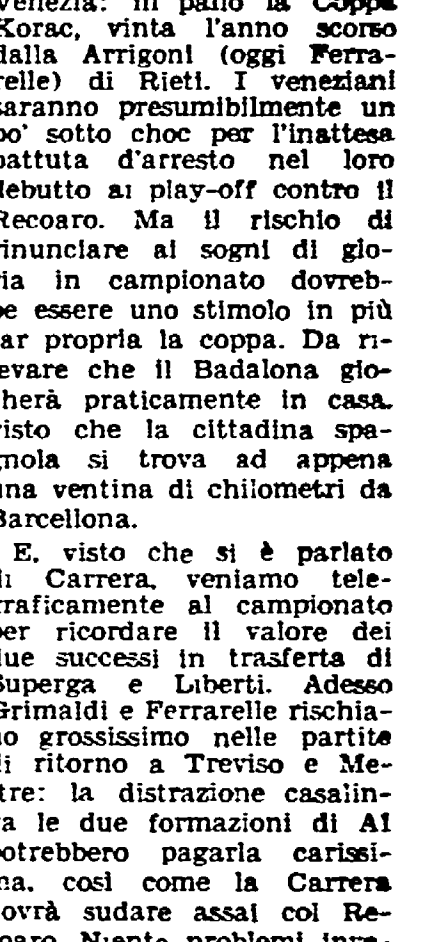 Venezia: in palio la Coppa
Korac, vinta l'anno scorso
dalla Arrigoni (oggi Ferra-
relle) di Rieti. I veneziani
saranno presumibilmente un
po' sotto choc per l'inattesa
battuta d'arresto nel loro
debutto ai play-off contro il
Recoaro. Ma il rischio di
rinunciare ai sogni di glo-
ria in campionato dovreb-
be essere uno stimolo in più
far propria la coppa. Da ri-
levare che il Badalona gio-
cherà praticamente in casa.
visto che la cittadina spa-
gnola si trova ad appena
una ventina di chilometri da
Barcellona.
E. visto che si è parlato
di Carrera. veniamo tele-
graficamente al campionato
per ricordare il valore dei
due successi in trasferta di
Superga e Liberti. Adesso
Grimaldi e Ferrarelle rischia-
no grossissimo nelle partite
di ritorno a Treviso e Me-
stre: la distrazione casalin-
ga le due formazioni di A1
potrebbero pagarla carissi-
ma. così come la Carrera
dovrà sudare assai col Re-
coaro. Niente problemi